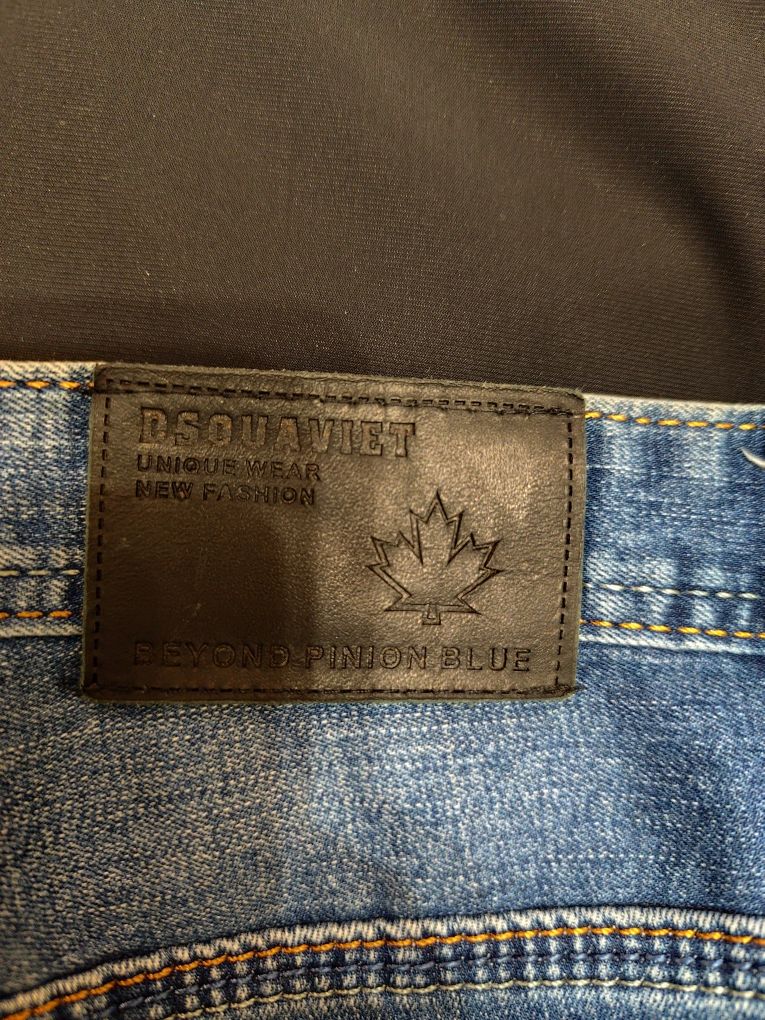 DSQUAVIET
UNIQUE WEAR
NEW FASHION
BEYOND PINION BLUE